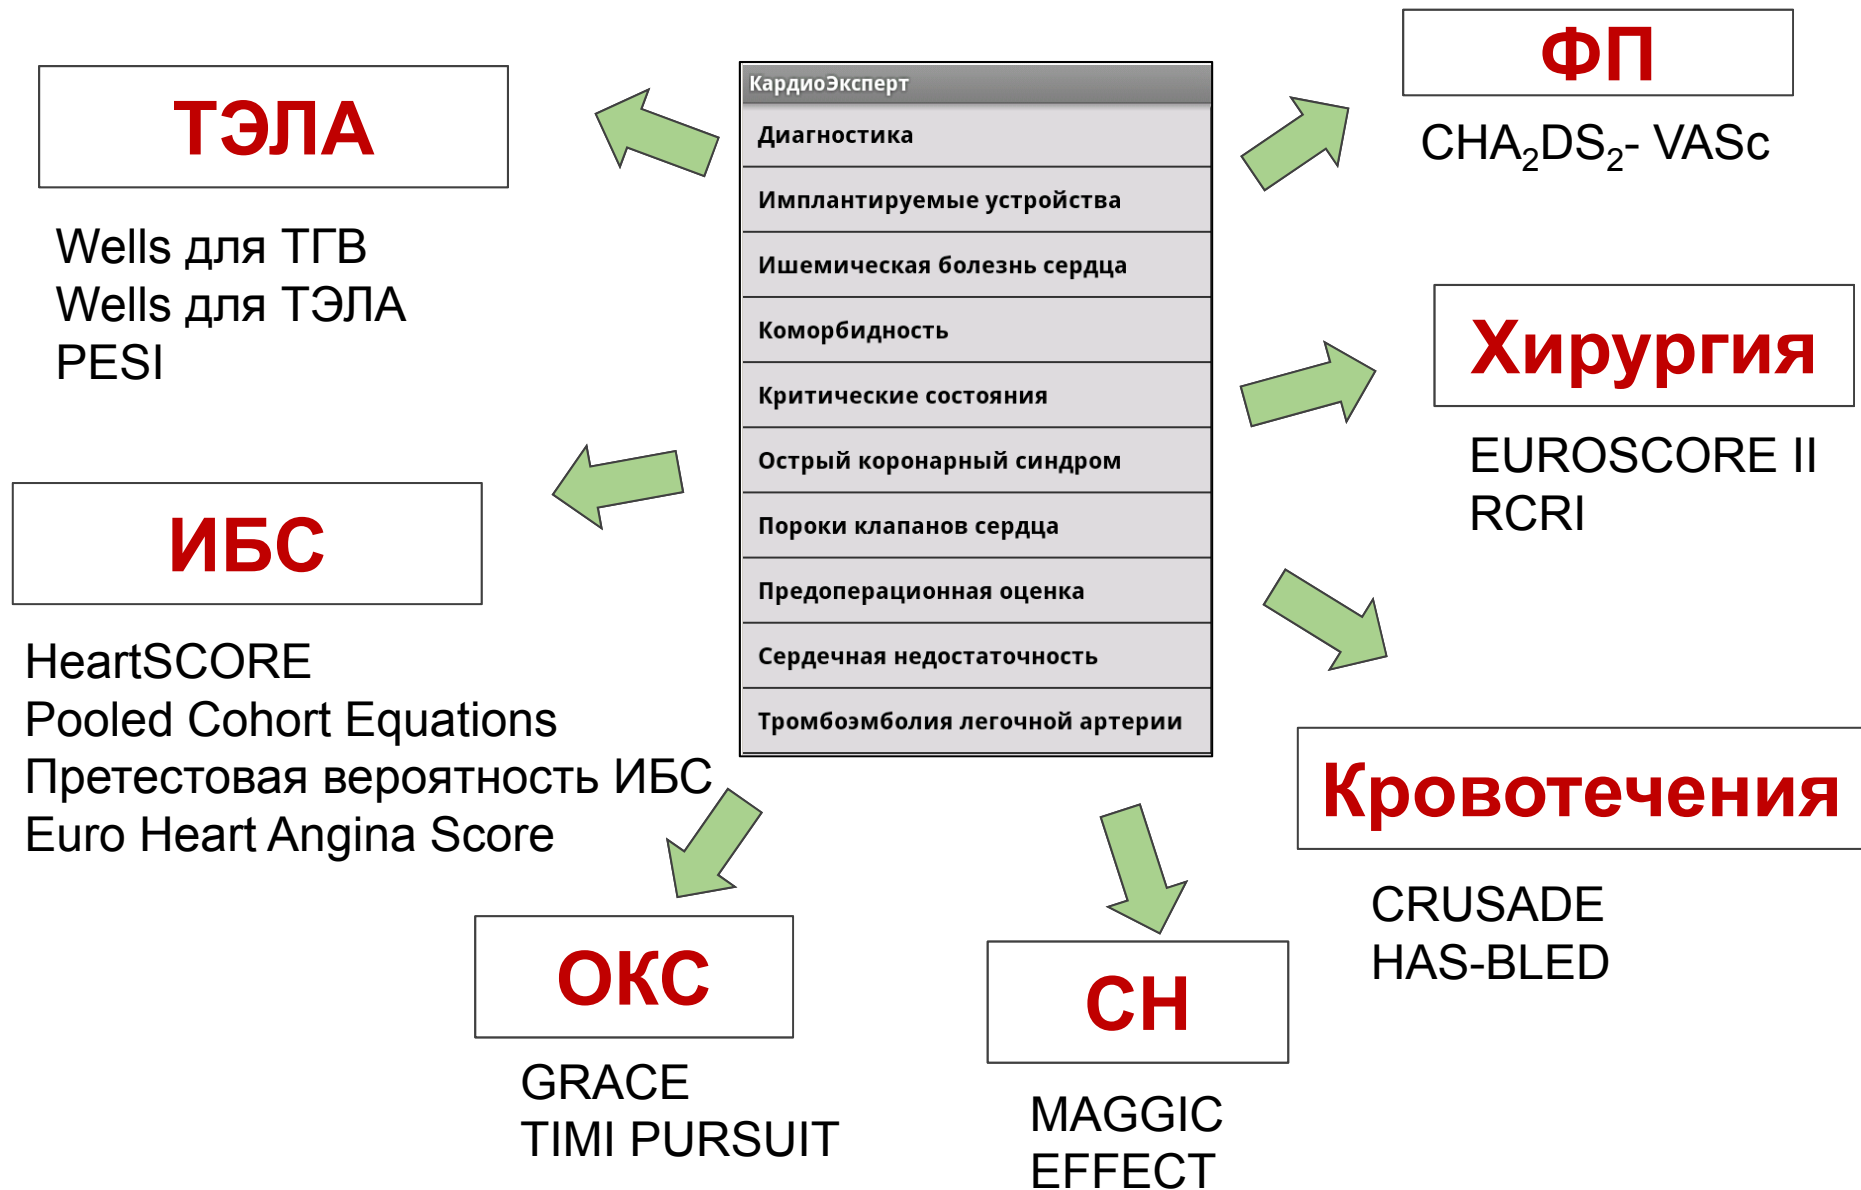 ТЭЛА
Wells для ТГВ
Wells для ТЭЛА
PESI
ИБС
HeartSCORE
Pooled Cohort Equations
Претестовая вероятность ИБС
Euro Heart Angina Score
КардиоЭксперт
Диагностика
Имплантируемые устройства
Ишемическая болезнь сердца
Коморбидность
Критические состояния
Острый коронарный синдром
Пороки клапанов сердца
Предоперационная оценка
Сердечная недостаточность
Тромбоэмболия легочной артерии
ФП
CHA₂DS₂- VASc
Хирургия
EUROSCORE II
RCRI
Кровотечения
CRUSADE
HAS-BLED
ОКС
GRACE
TIMI PURSUIT
СН
MAGGIC
EFFECT